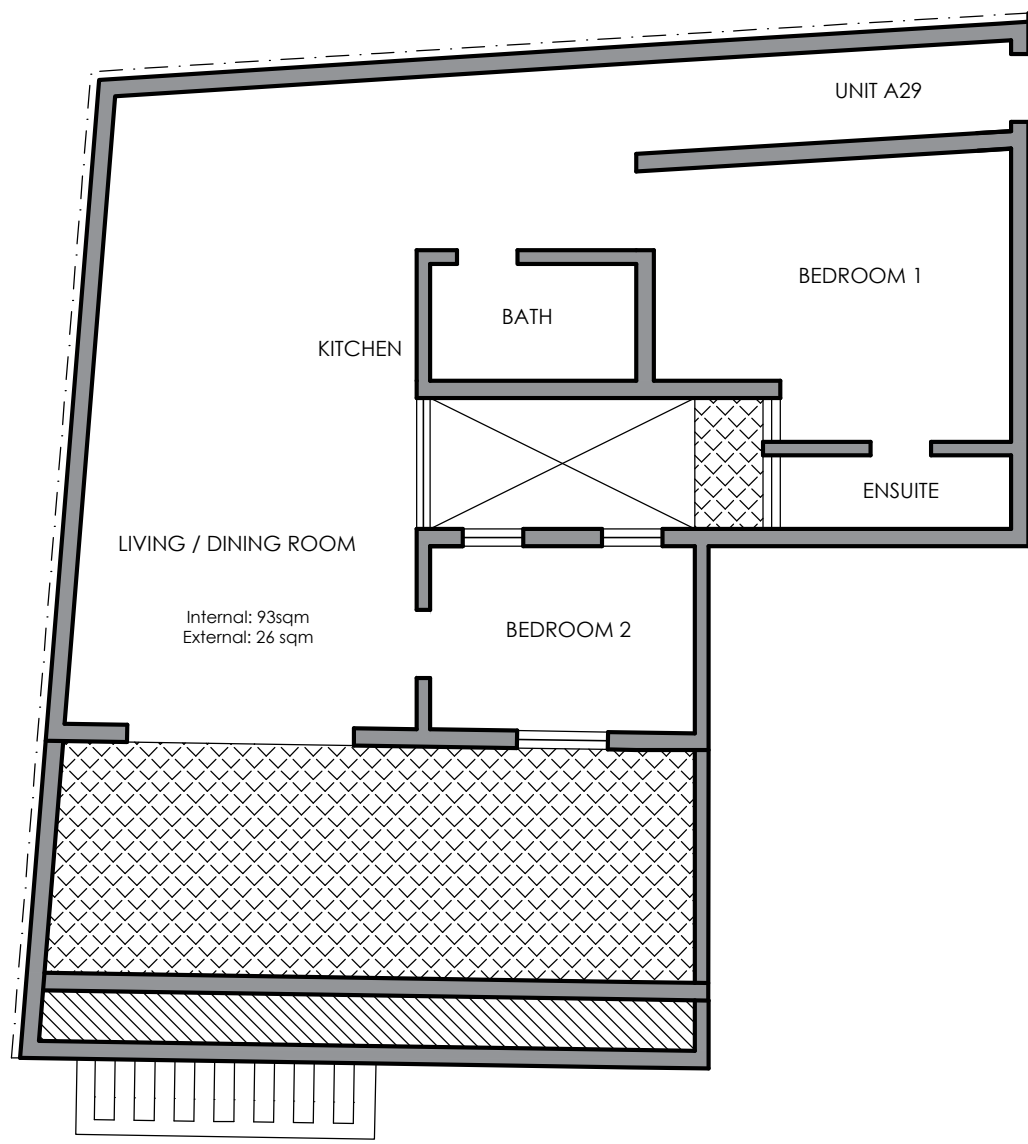 UNIT A29
BEDROOM 1
BATH
KITCHEN
ENSUITE
LIVING / DINING ROOM
Internal: 93sqm
External: 26 sqm
BEDROOM 2